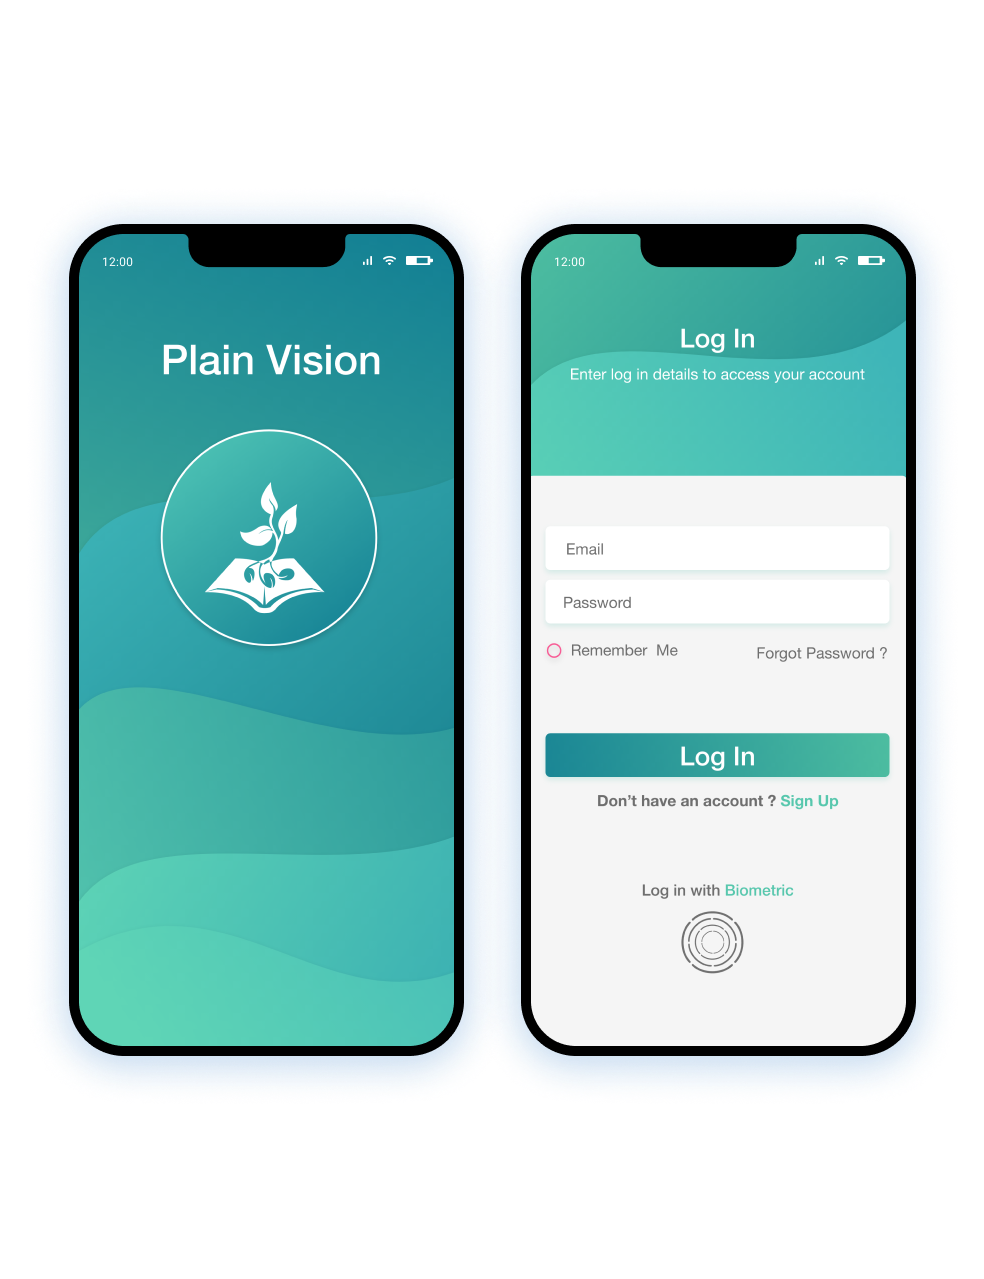 12:00
Plain Vision
12:00
Log In
Enter log in details to access your account
Email
Password
Remember  Me
Forgot Password ?
Log In
Don’t have an account ? Sign Up
Log in with Biometric